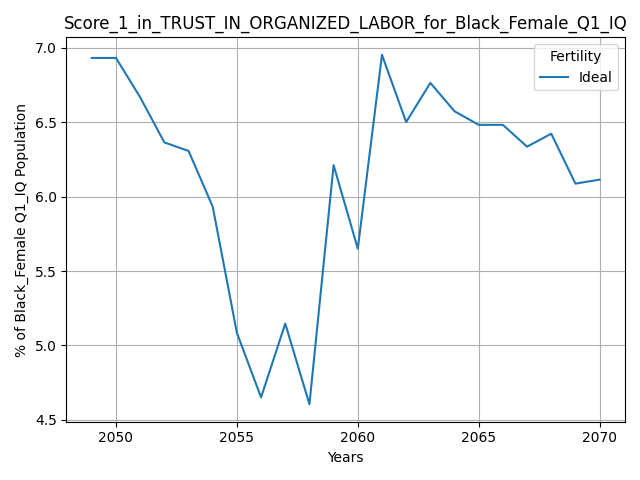 Score_1_in_TRUST_IN_ORGANIZED_LABOR_for_Black_Female_Q1_IQ
Fertility
Ideal
% of Black_Female Q1_IQ Population
7.0
6.5
6.0
5.5
5.0
4.5
2050 2055 2060 2065 2070
Years